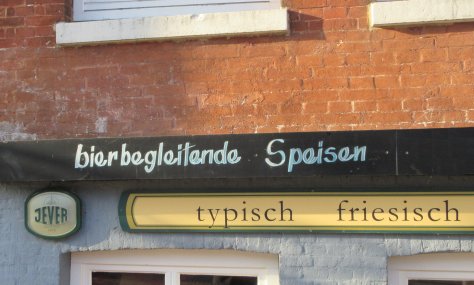 bierbegleitende Speisen
JEVER
typisch friesisch